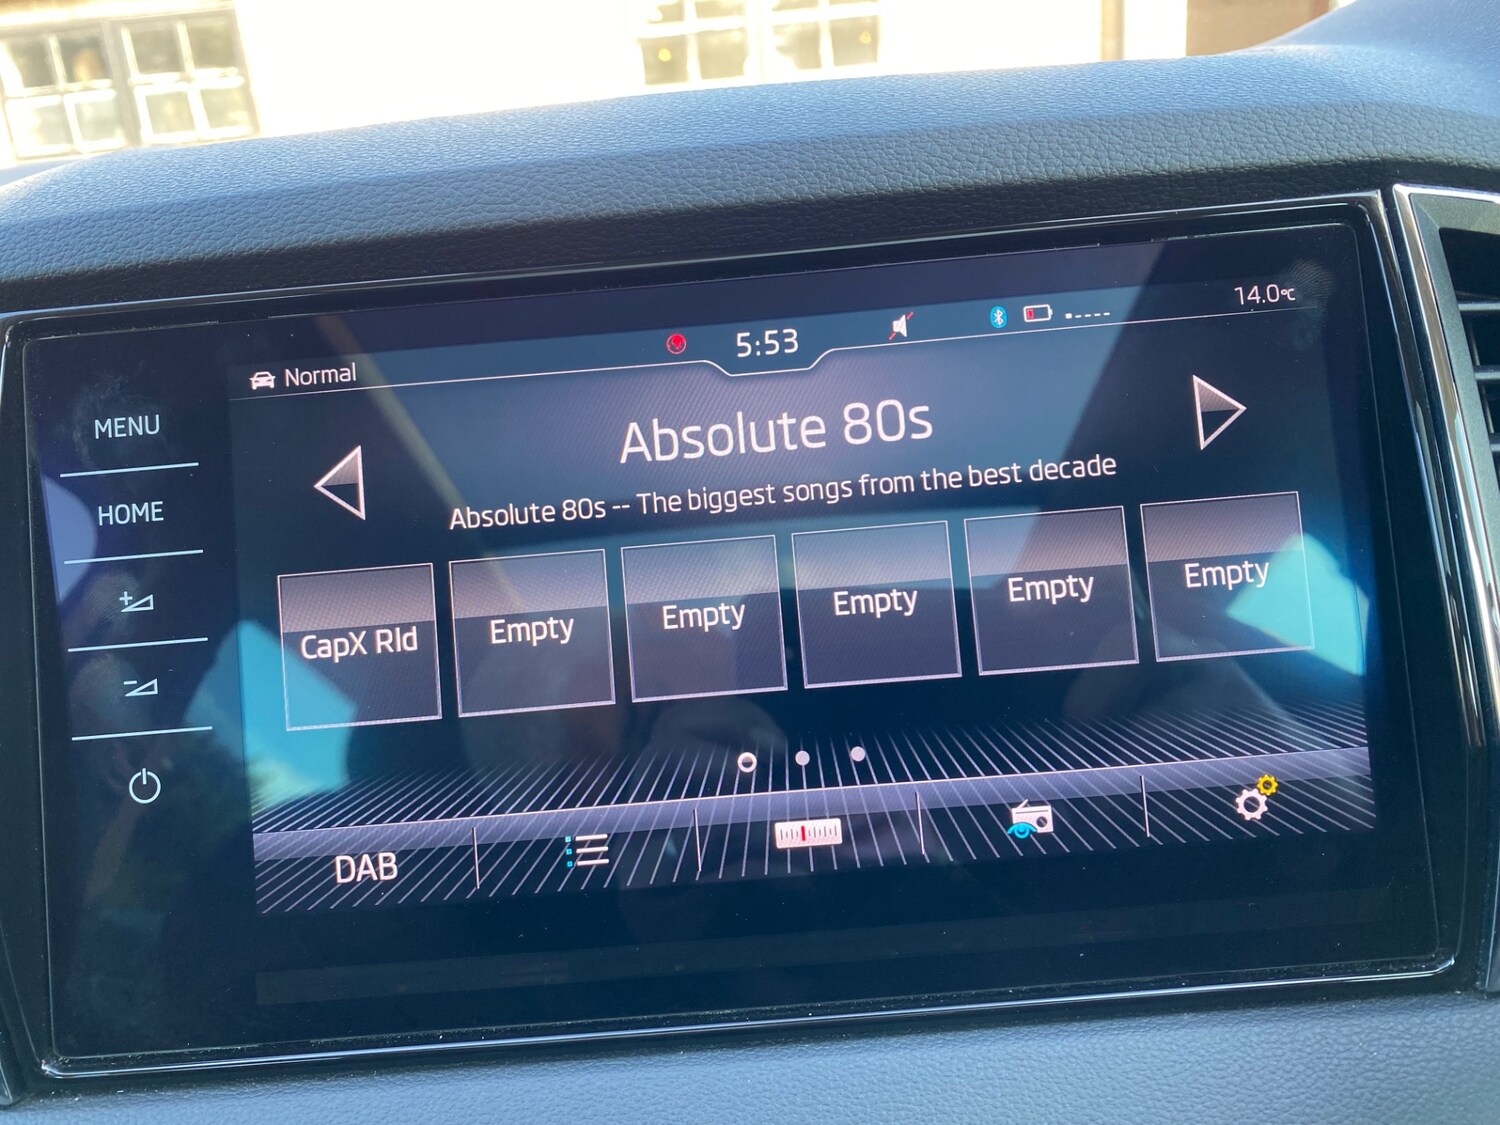 Normal
5:53
14.0°C
MENU
HOME
Absolute 80s
Absolute 80s -- The biggest songs from the best decade
CapX Rld
Empty
Empty
Empty
Empty
Empty
DAB